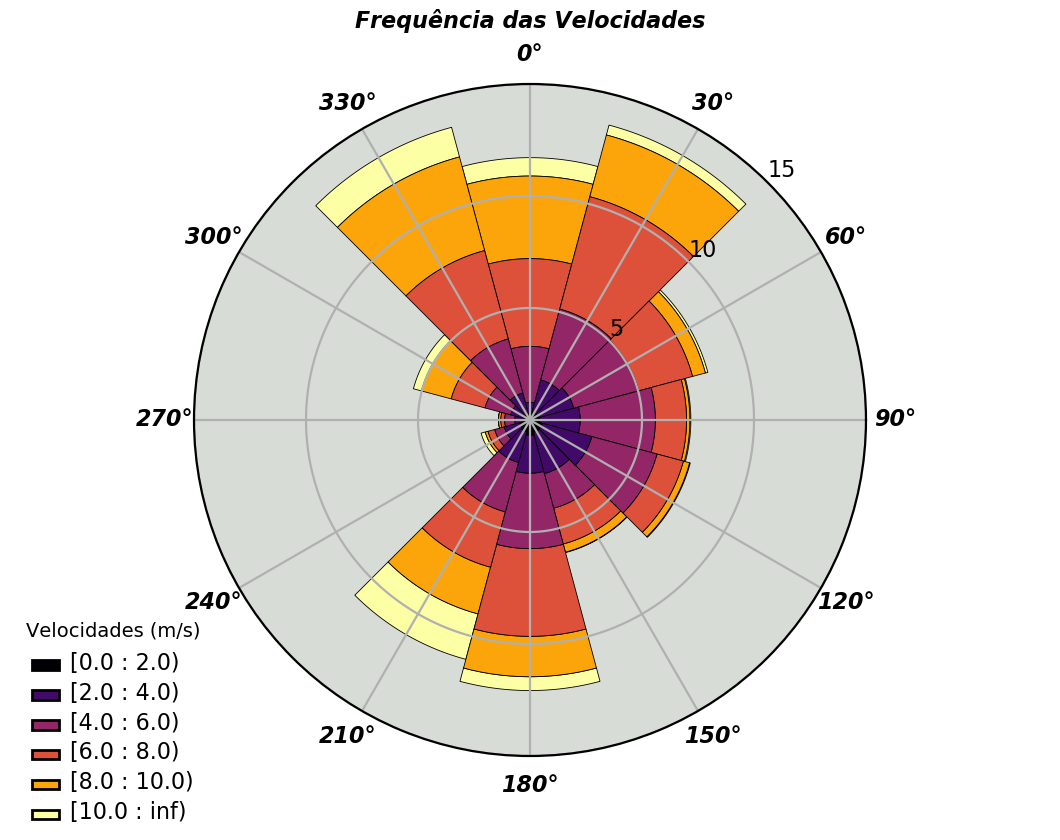 Frequência das Velocidades
0°
330°
30°
15
300°
60°
10
5
270°
90°
240°
120°
210°
150°
180°
Velocidades (m/s)
[0.0 : 2.0)
[2.0 : 4.0)
[4.0 : 6.0)
[6.0 : 8.0)
[8.0 : 10.0)
[10.0 : inf)